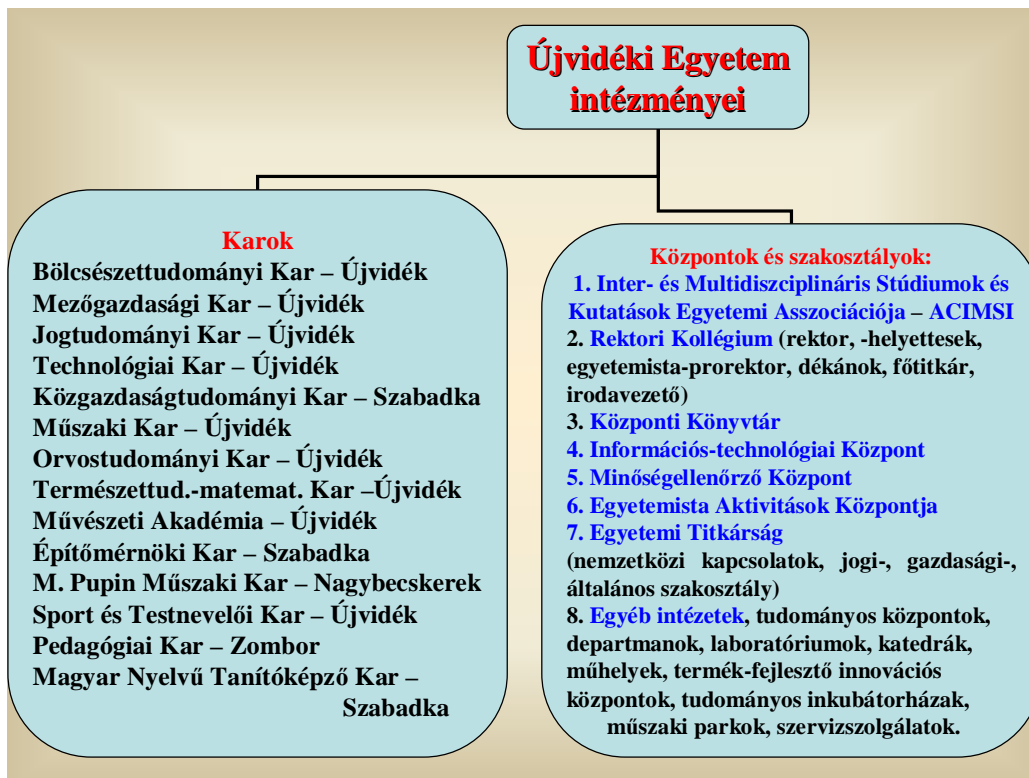 Újvidéki Egyetem
intézményei
Karok
Bölcsészettudományi Kar – Újvidék
Mezőgazdasági Kar – Újvidék
Jogtudományi Kar – Újvidék
Technológiai Kar – Újvidék
Közgazdaságtudományi Kar – Szabadka
Műszaki Kar – Újvidék
Orvostudományi Kar – Újvidék
Természettud.-matemat. Kar –Újvidék
Művészeti Akadémia – Újvidék
Építőmérnöki Kar – Szabadka
M. Pupin Műszaki Kar – Nagybecskerek
Sport és Testnevelői Kar – Újvidék
Pedagógiai Kar – Zombor
Magyar Nyelvű Tanítóképző Kar –
Szabadka
Központok és szakosztályok:
1. Inter- és Multidiszciplináris Stúdiumok és
Kutatások Egyetemi Asszociációja – ACIMSI
2. Rektori Kollégium (rektor, -helyettesek,
egyetemista-prorektor, dékánok, főtitkár,
irodavezető)
3. Központi Könyvtár
4. Információs-technológiai Központ
5. Minőségellenőrző Központ
6. Egyetemista Aktivitások Központja
7. Egyetemi Titkárság
(nemzetközi kapcsolatok, jogi-, gazdasági-,
általános szakosztály)
8. Egyéb intézetek, tudományos központok,
departmanok, laboratóriumok, katedrák,
műhelyek, termék-fejlesztő innovációs
központok, tudományos inkubátorházak,
műszaki parkok, szervizszolgálatok.